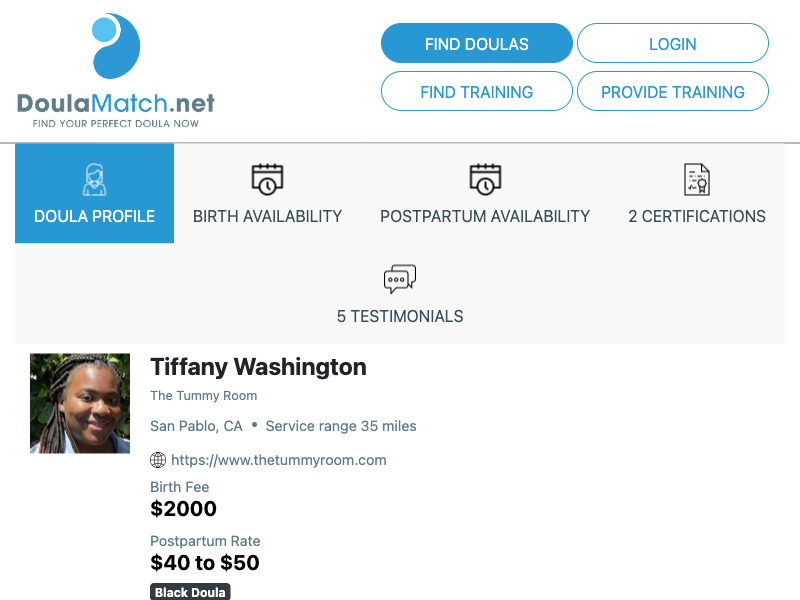 DoulaMatch.net
FIND YOUR PERFECT DOULA NOW
FIND DOULAS
LOGIN
FIND TRAINING
PROVIDE TRAINING
DOULA PROFILE
BIRTH AVAILABILITY
POSTPARTUM AVAILABILITY
2 CERTIFICATIONS
5 TESTIMONIALS
Tiffany Washington
The Tummy Room
San Pablo, CA • Service range 35 miles
https://www.thetummyroom.com
Birth Fee
$2000
Postpartum Rate
$40 to $50
Black Doula